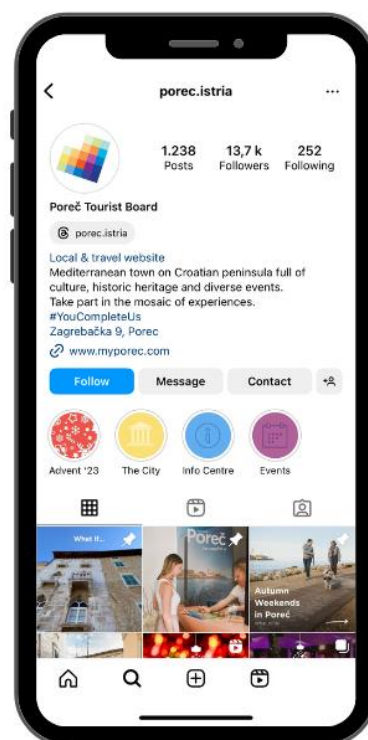 porec.istria
1.238 13,7 k 252
Posts Followers Following
Poreč Tourist Board
porec.istria
Local & travel website
Mediterranean town on Croatian peninsula full of
culture, historic heritage and diverse events.
Take part in the mosaic of experiences.
#YouCompleteUs
Zagrebačka 9, Porec
www.myporec.com
Follow Message Contact
Advent '23 The City Info Centre Events
What if...
Poreč
Autumn
Weekends
in Poreč